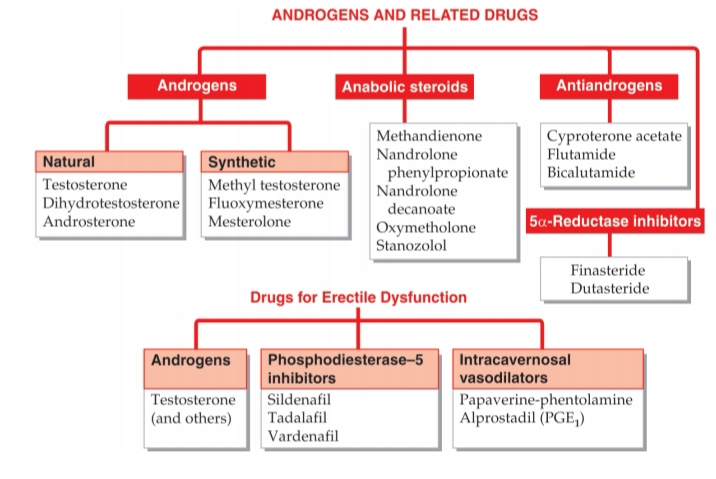 ANDROGENS AND RELATED DRUGS
Androgens
Anabolic steroids
Antiandrogens
Natural
Testosterone
Dihydrotestosterone
Androsterone
Synthetic
Methyl testosterone
Fluoxymesterone
Mesterolone
Methandienone
Nandrolone
phenylpropionate
Nandrolone
decanoate
Oxymetholone
Stanozolol
Cyproterone acetate
Flutamide
Bicalutamide
5α-Reductase inhibitors
Finasteride
Dutasteride
Drugs for Erectile Dysfunction
Androgens
Testosterone
(and others)
Phosphodiesterase–5
inhibitors
Sildenafil
Tadalafil
Vardenafil
Intracavernosal
vasodilators
Papaverine-phentolamine
Alprostadil (PGE₁)